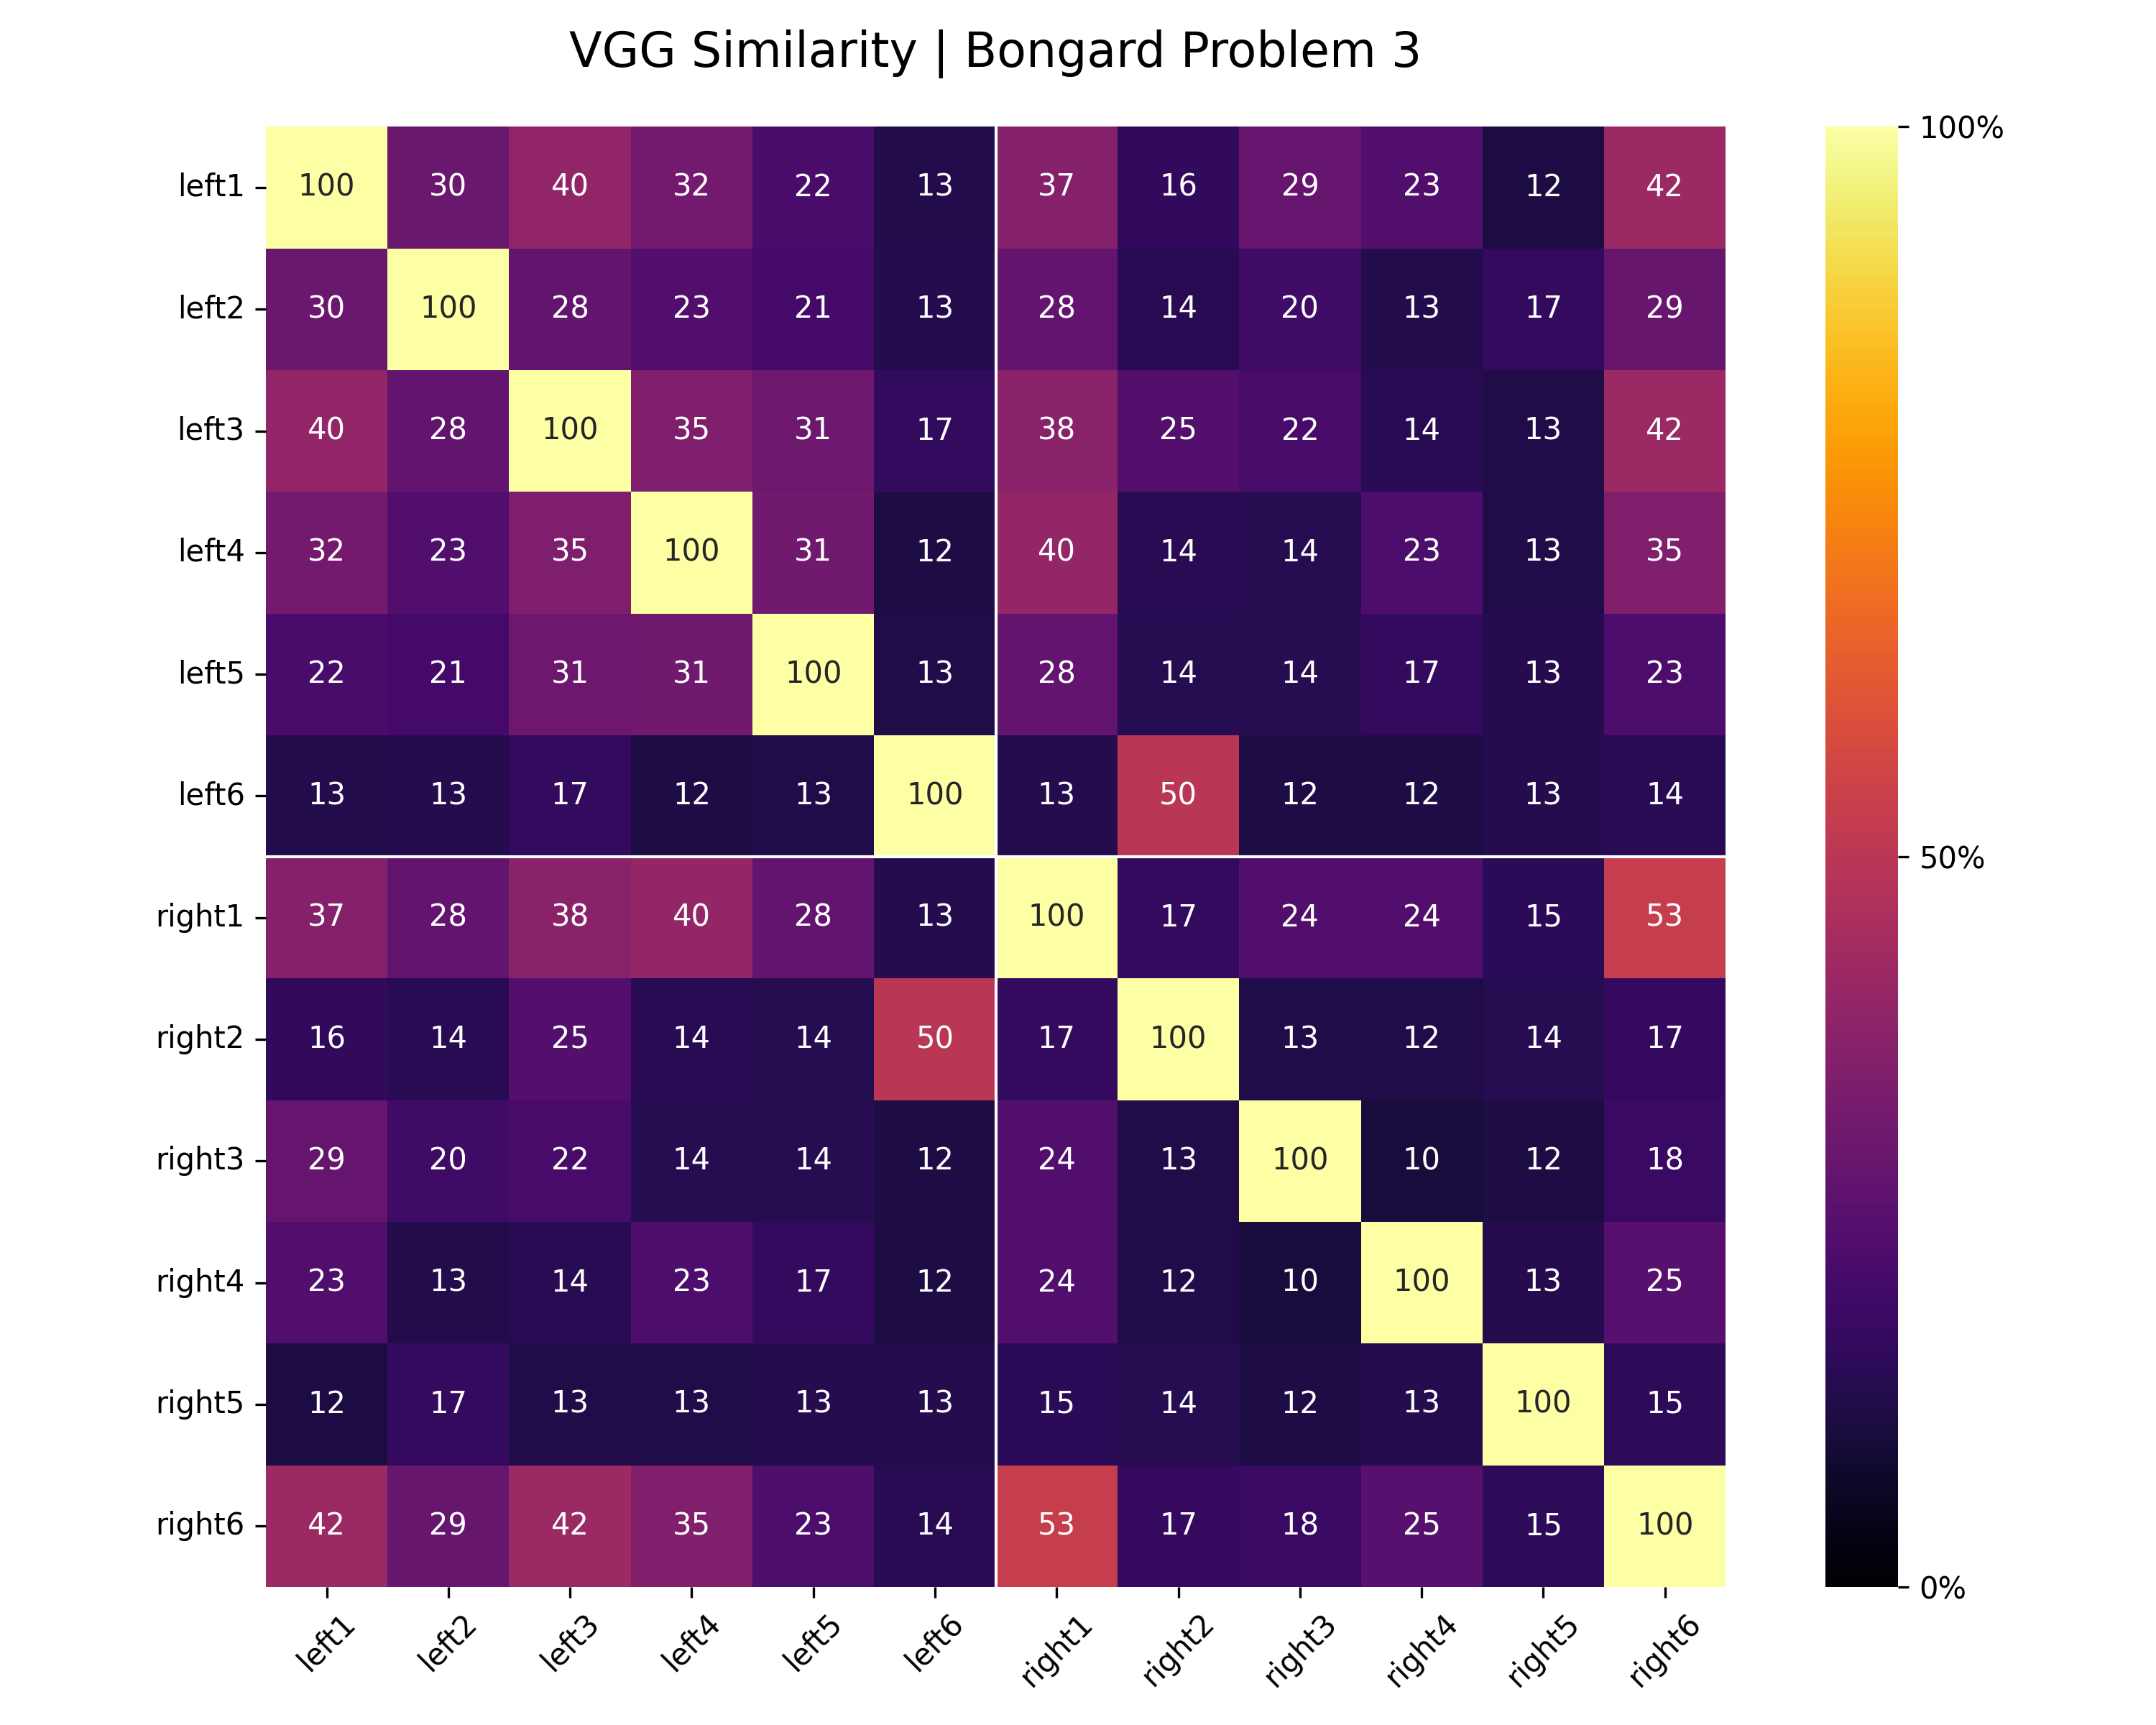 VGG Similarity | Bongard Problem 3
left1 100 30 40 32 22 13 37 16 29 23 12 42
left2 30 100 28 23 21 13 28 14 20 13 17 29
left3 40 28 100 35 31 17 38 25 22 14 13 42
left4 32 23 35 100 31 12 40 14 14 23 13 35
left5 22 21 31 31 100 13 28 14 14 17 13 23
left6 13 13 17 12 13 100 13 50 12 12 13 14
right1 37 28 38 40 28 13 100 17 24 24 15 53
right2 16 14 25 14 14 50 17 100 13 12 14 17
right3 29 20 22 14 14 12 24 13 100 10 12 18
right4 23 13 14 23 17 12 24 12 10 100 13 25
right5 12 17 13 13 13 13 15 14 12 13 100 15
right6 42 29 42 35 23 14 53 17 18 25 15 100
left1 left2 left3 left4 left5 left6 right1 right2 right3 right4 right5 right6
100%
50%
0%